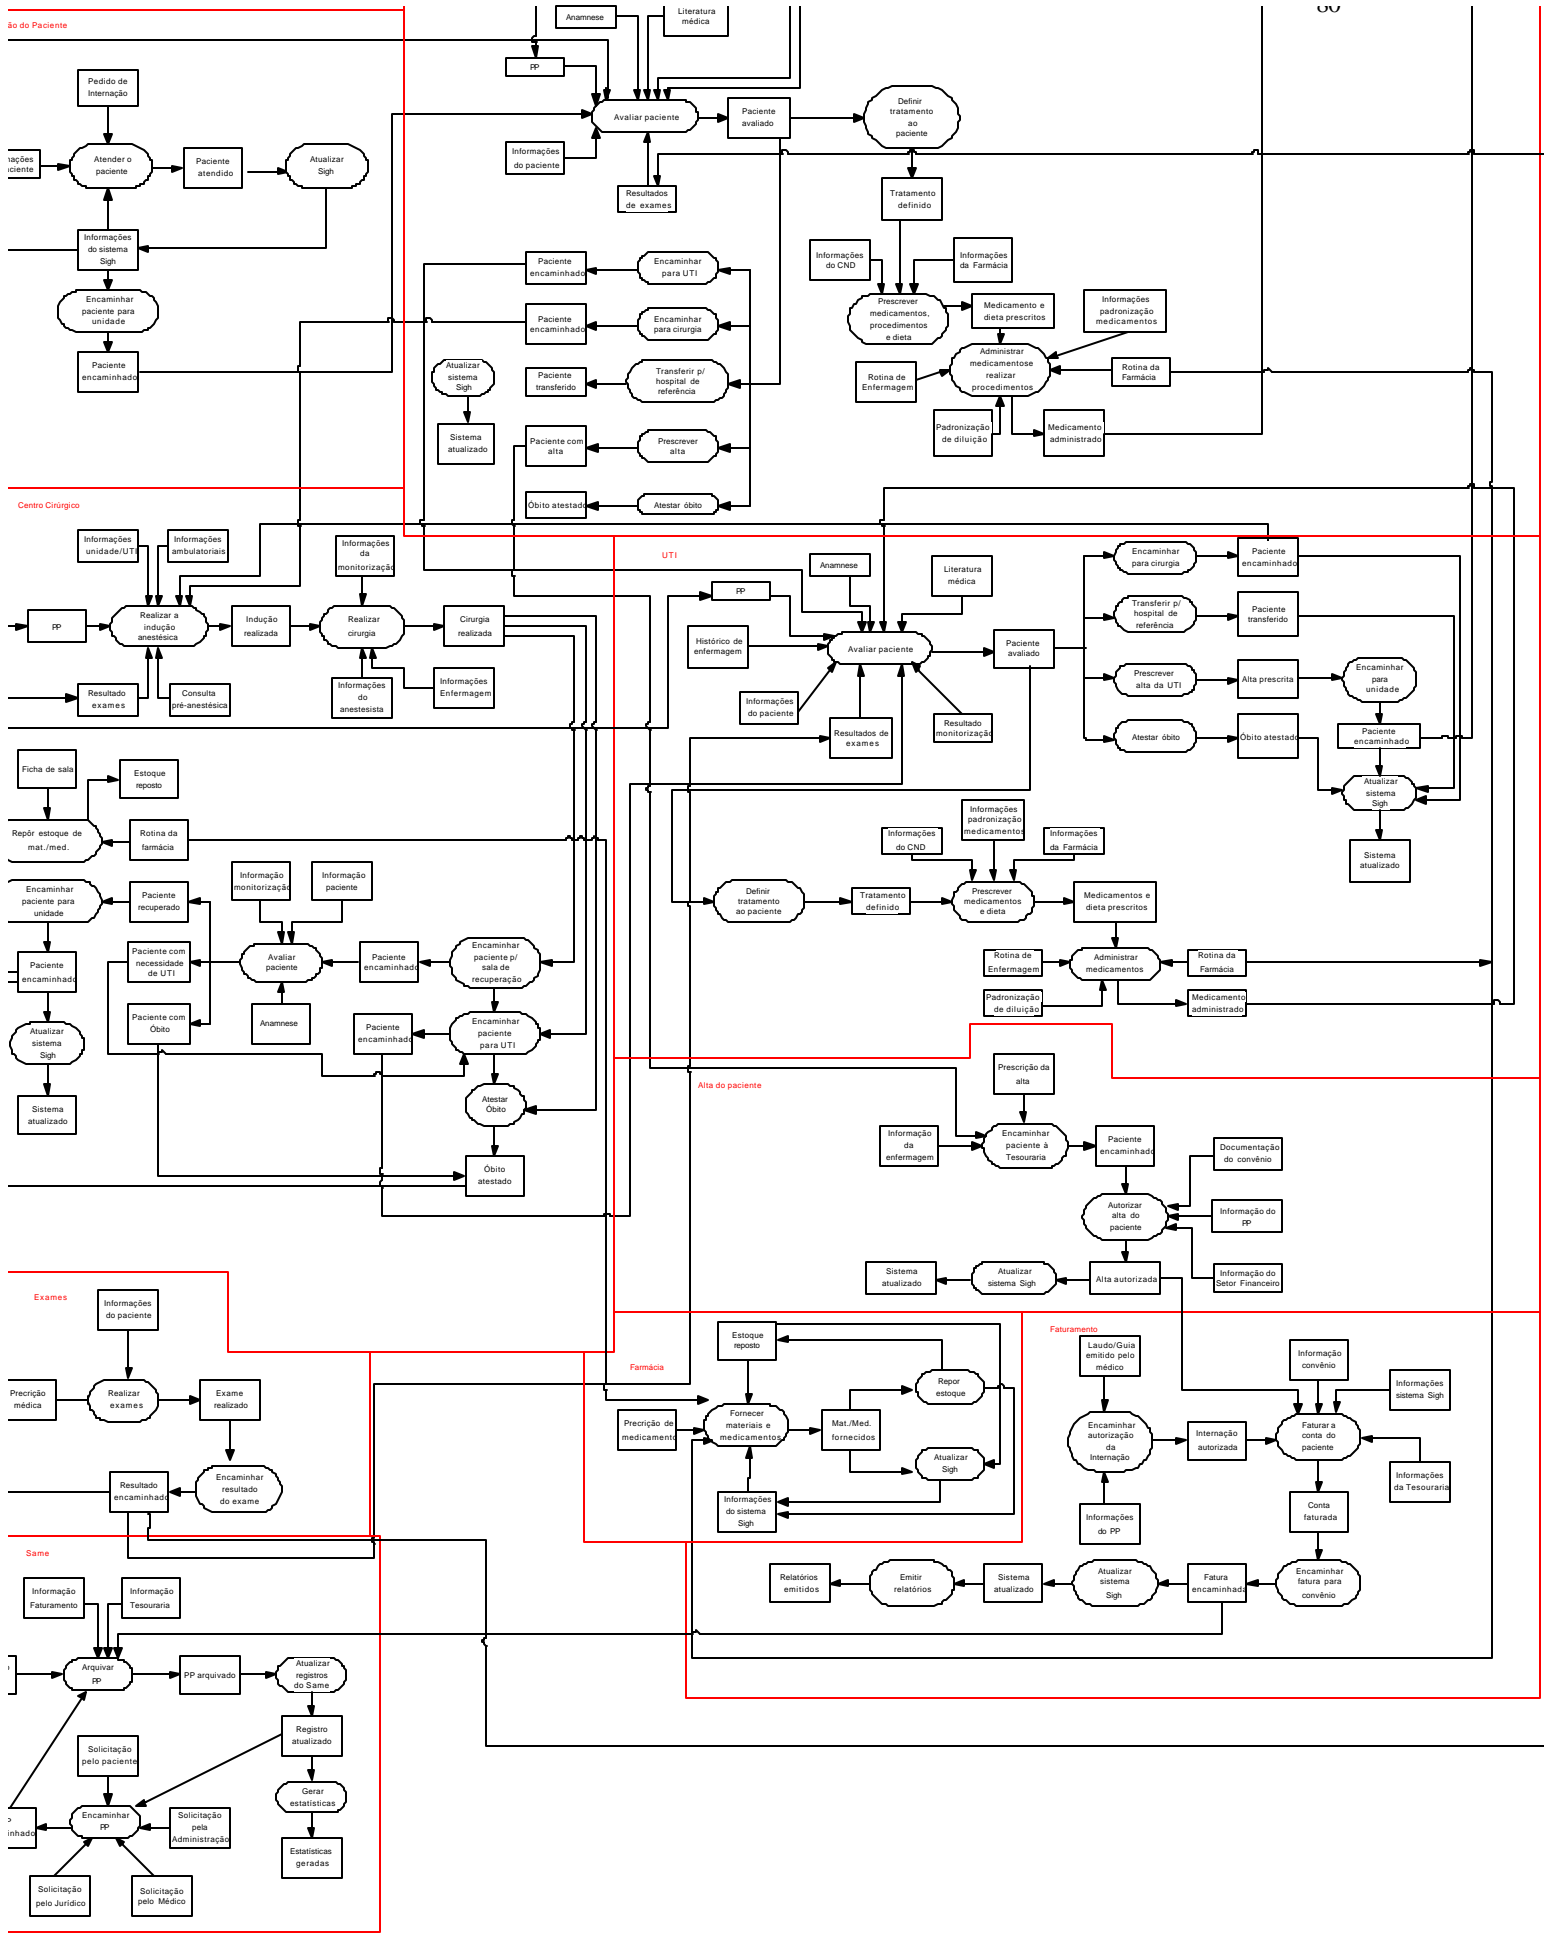 80
ão do Paciente
Anamnese
Literatura
médica
PP
Pedido de
Internação
Avaliar paciente
Paciente
avaliado
Definir
tratamento
ao
paciente
Informações
do paciente
Atender o
paciente
Paciente
atendido
Atualizar
Sigh
mações
ciente
Resultados
de exames
Tratamento
definido
Informações
do sistema
Sigh
Informações
do CND
Informações
da Farmácia
Paciente
encaminhado
Encaminhar
para UTI
Encaminhar
paciente para
unidade
Paciente
encaminhado
Encaminhar
para cirurgia
Prescrever
medicamentos,
procedimentos
e dieta
Medicamento e
dieta prescritos
Informações
padronização
medicamentos
Paciente
encaminhado
Atualizar
sistema
Sigh
Paciente
transferido
Transferir p/
hospital de
referência
Administrar
medicamentose
realizar
procedimentos
Rotina de
Enfermagem
Rotina da
Farmácia
Sistema
atualizado
Paciente com
alta
Prescrever
alta
Padronização
de diluição
Medicamento
administrado
Óbito atestado
Atestar óbito
Centro Cirúrgico
Informações
unidade/UTI
Informações
ambulatoriais
Informações
da
monitorização
PP
Realizar a
indução
anestésica
Indução
realizada
Realizar
cirurgia
Cirurgia
realizada
Resultado
exames
Consulta
pré-anestésica
Informações
do
anestesista
Informações
Enfermagem
UTI
Anamnese
Literatura
médica
PP
Histórico de
enfermagem
Avaliar paciente
Paciente
avaliado
Informações
do paciente
Resultados de
exames
Resultado
monitorização
Encaminhar
para cirurgia
Paciente
encaminhado
Transferir p/
hospital de
referência
Paciente
transferido
Prescrever
alta da UTI
Alta prescrita
Encaminhar
para
unidade
Atestar óbito
Óbito atestado
Paciente
encaminhado
Atualizar
sistema
Sigh
Sistema
atualizado
Ficha de sala
Estoque
reposto
Repôr estoque de
mat./med.
Rotina da
farmácia
Informações
do CND
Informações
padronização
medicamentos
Informações
da Farmácia
Definir
tratamento
ao paciente
Tratamento
definido
Prescrever
medicamentos
e dieta
Medicamentos e
dieta prescritos
Encaminhar
paciente para
unidade
Paciente
recuperado
Informação
monitorização
Informação
paciente
Paciente
encaminhado
Paciente com
necessidade
de UTI
Avaliar
paciente
Paciente
encaminhado
Encaminhar
paciente p/
sala de
recuperação
Rotina de
Enfermagem
Administrar
medicamentos
Rotina da
Farmácia
Padronização
de diluição
Medicamento
administrado
Atualizar
sistema
Sigh
Paciente com
Óbito
Anamnese
Paciente
encaminhado
Encaminhar
paciente
para UTI
Sistema
atualizado
Atestar
Óbito
Óbito
atestado
Alta do paciente
Prescrição da
alta
Informação
da
enfermagem
Encaminhar
paciente à
Tesouraria
Paciente
encaminhado
Documentação
do convênio
Autorizar
alta do
paciente
Informação do
PP
Sistema
atualizado
Atualizar
sistema Sigh
Alta autorizada
Informação do
Setor Financeiro
Exames
Informações
do paciente
Precrição
médica
Realizar
exames
Exame
realizado
Resultado
encaminhado
Encaminhar
resultado
do exame
Farmácia
Estoque
reposto
Repor
estoque
Precrição de
medicamento
Fornecer
materiais e
medicamentos
Mat./Med.
fornecidos
Atualizar
Sigh
Informações
do sistema
Sigh
Faturamento
Laudo/Guia
emitido pelo
médico
Informação
convênio
Informações
sistema Sigh
Encaminhar
autorização
da
Internação
Internação
autorizada
Faturar a
conta do
paciente
Informações
da Tesouraria
Informações
do PP
Conta
faturada
Relatórios
emitidos
Emitir
relatórios
Sistema
atualizado
Atualizar
sistema
Sigh
Fatura
encaminhada
Encaminhar
fatura para
convênio
Same
Informação
Faturamento
Informação
Tesouraria
Arquivar
PP
PP arquivado
Atualizar
registros
do Same
Solicitação
pelo paciente
Registro
atualizado
Gerar
estatísticas
P
inhado
Encaminhar
PP
Solicitação
pela
Administração
Estatísticas
geradas
Solicitação
pelo Jurídico
Solicitação
pelo Médico